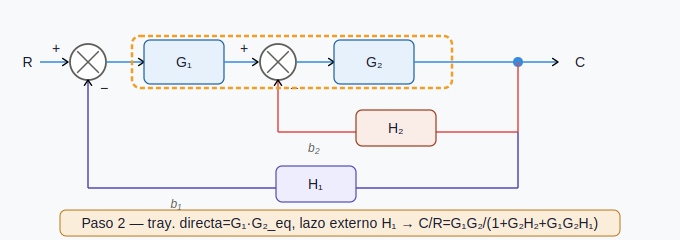 R
+
−
G₁
+
−
G₂
C
H₂
b₂
H₁
b₁
Paso 2 — tray. directa=G₁·G₂_eq, lazo externo H₁ → C/R=G₁G₂/(1+G₂H₂+G₁G₂H₁)